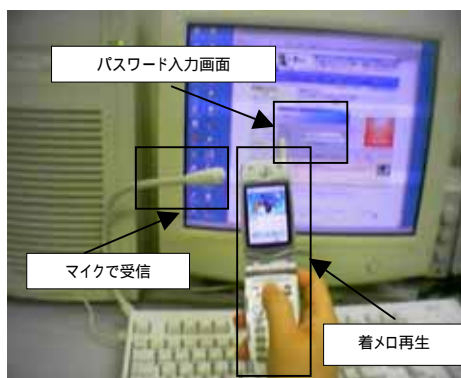 パスワード入力画面
マイクで受信
着メロ再生